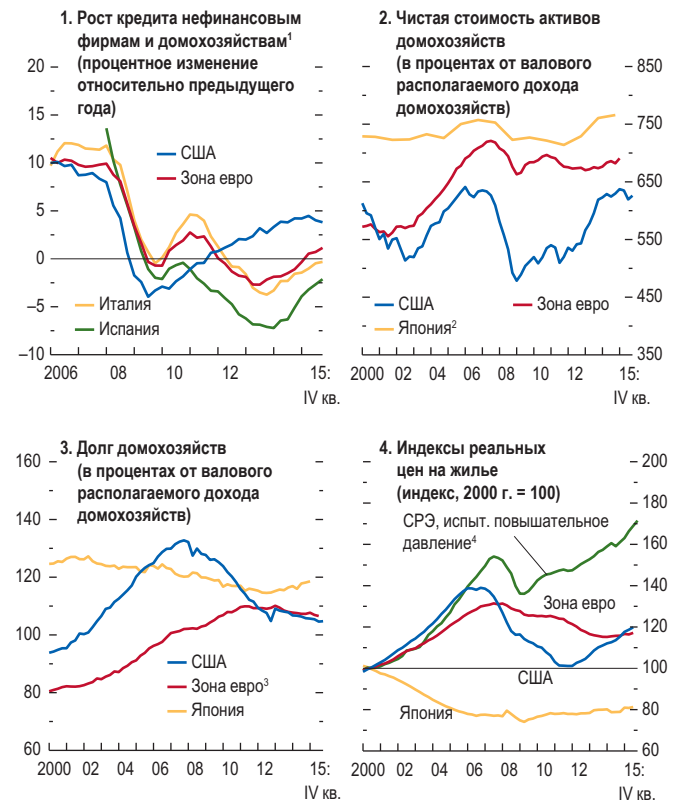 1. Рост кредита нефинансовым
фирмам и домохозяйствам¹
(процентное изменение
относительно предыдущего
года)
20
15
10
5
0
–5
–10
США
Зона евро
Италия
Испания
2006 08 10 12 15:
IV кв.
2. Чистая стоимость активов
домохозяйств
(в процентах от валового
располагаемого дохода
домохозяйств)
850
750
650
550
450
350
США Зона евро
Япония²
2000 02 04 06 08 10 12 15:
IV кв.
3. Долг домохозяйств
(в процентах от валового
располагаемого дохода
домохозяйств)
160
140
120
100
80
60
США
Зона евро³
Япония
2000 02 04 06 08 10 12 15:
IV кв.
4. Индексы реальных
цен на жилье
(индекс, 2000 г. = 100)
200
180
160
140
120
100
80
60
СРЭ, испыт. повышательное
давление⁴
Зона евро
США
Япония
2000 02 04 06 08 10 12 15:
IV кв.